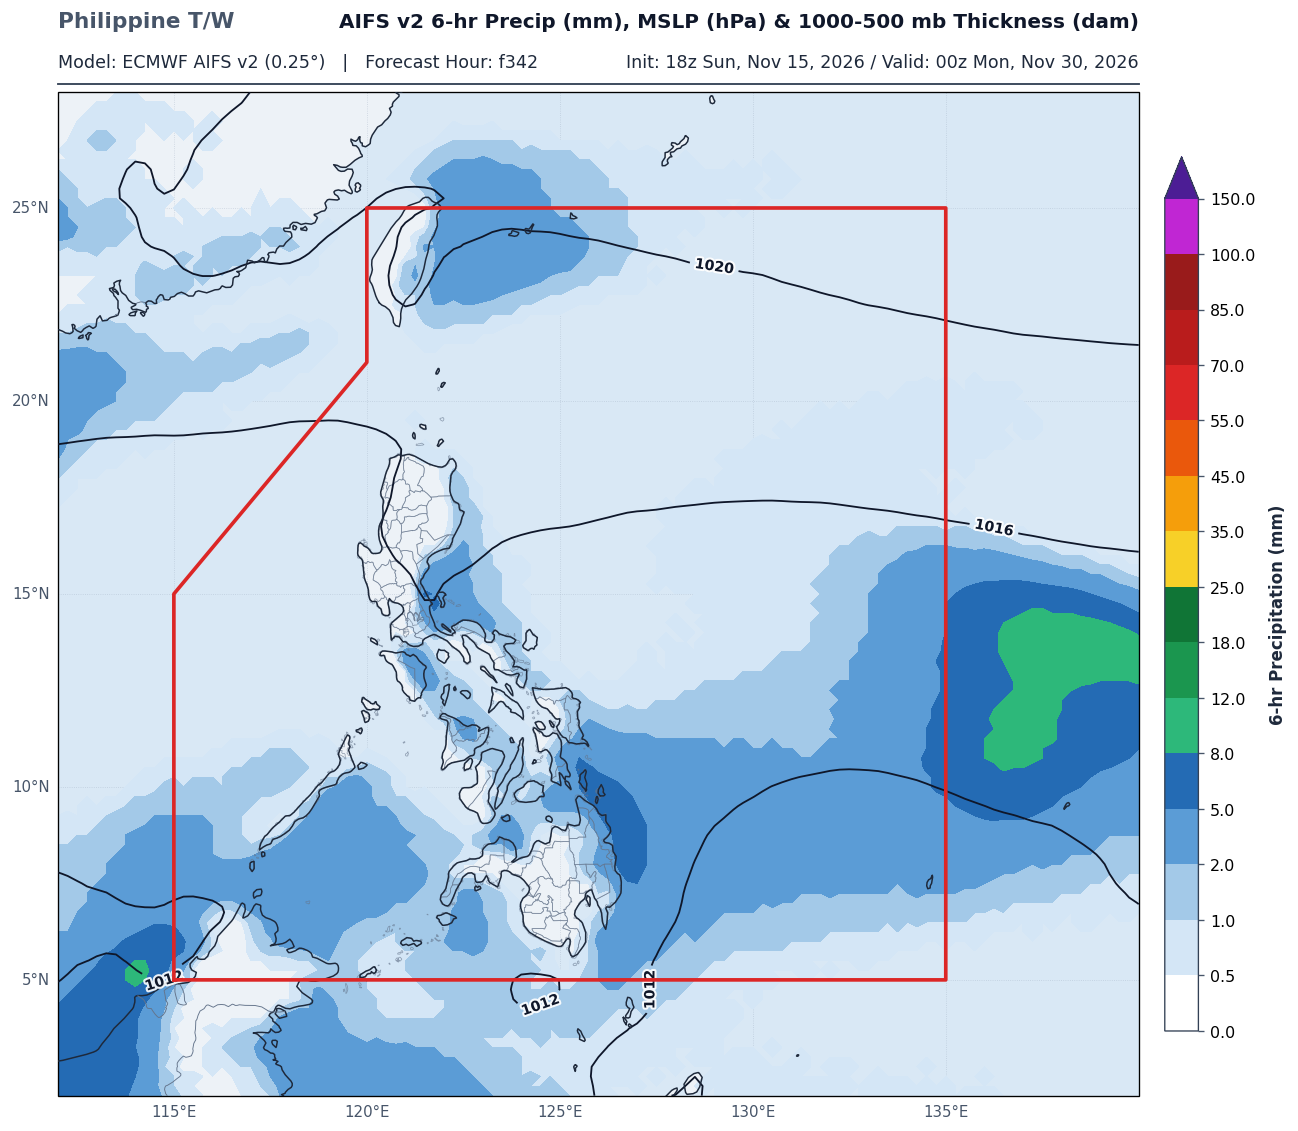 Philippine T/W
AIFS v2 6-hr Precip (mm), MSLP (hPa) & 1000-500 mb Thickness (dam)
Model: ECMWF AIFS v2 (0.25°)   |   Forecast Hour: f342
Init: 18z Sun, Nov 15, 2026 / Valid: 00z Mon, Nov 30, 2026
25°N
20°N
15°N
10°N
5°N
115°E
120°E
125°E
130°E
135°E
1020
1016
1012
1012
1012
150.0
100.0
85.0
70.0
55.0
45.0
35.0
25.0
18.0
12.0
8.0
5.0
2.0
1.0
0.5
0.0
6-hr Precipitation (mm)